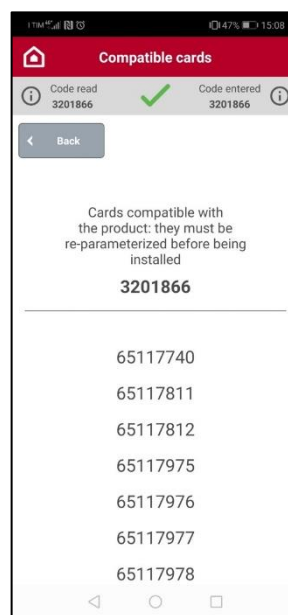 I TIM 47% 15:08
Compatible cards
Code read
3201866
Code entered
3201866
Back
Cards compatible with
the product: they must be
re-parameterized before being
installed
3201866
65117740
65117811
65117812
65117975
65117976
65117977
65117978